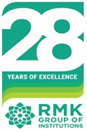 28
YEARS OF EXCELLENCE
RMK
GROUP OF
INSTITUTIONS